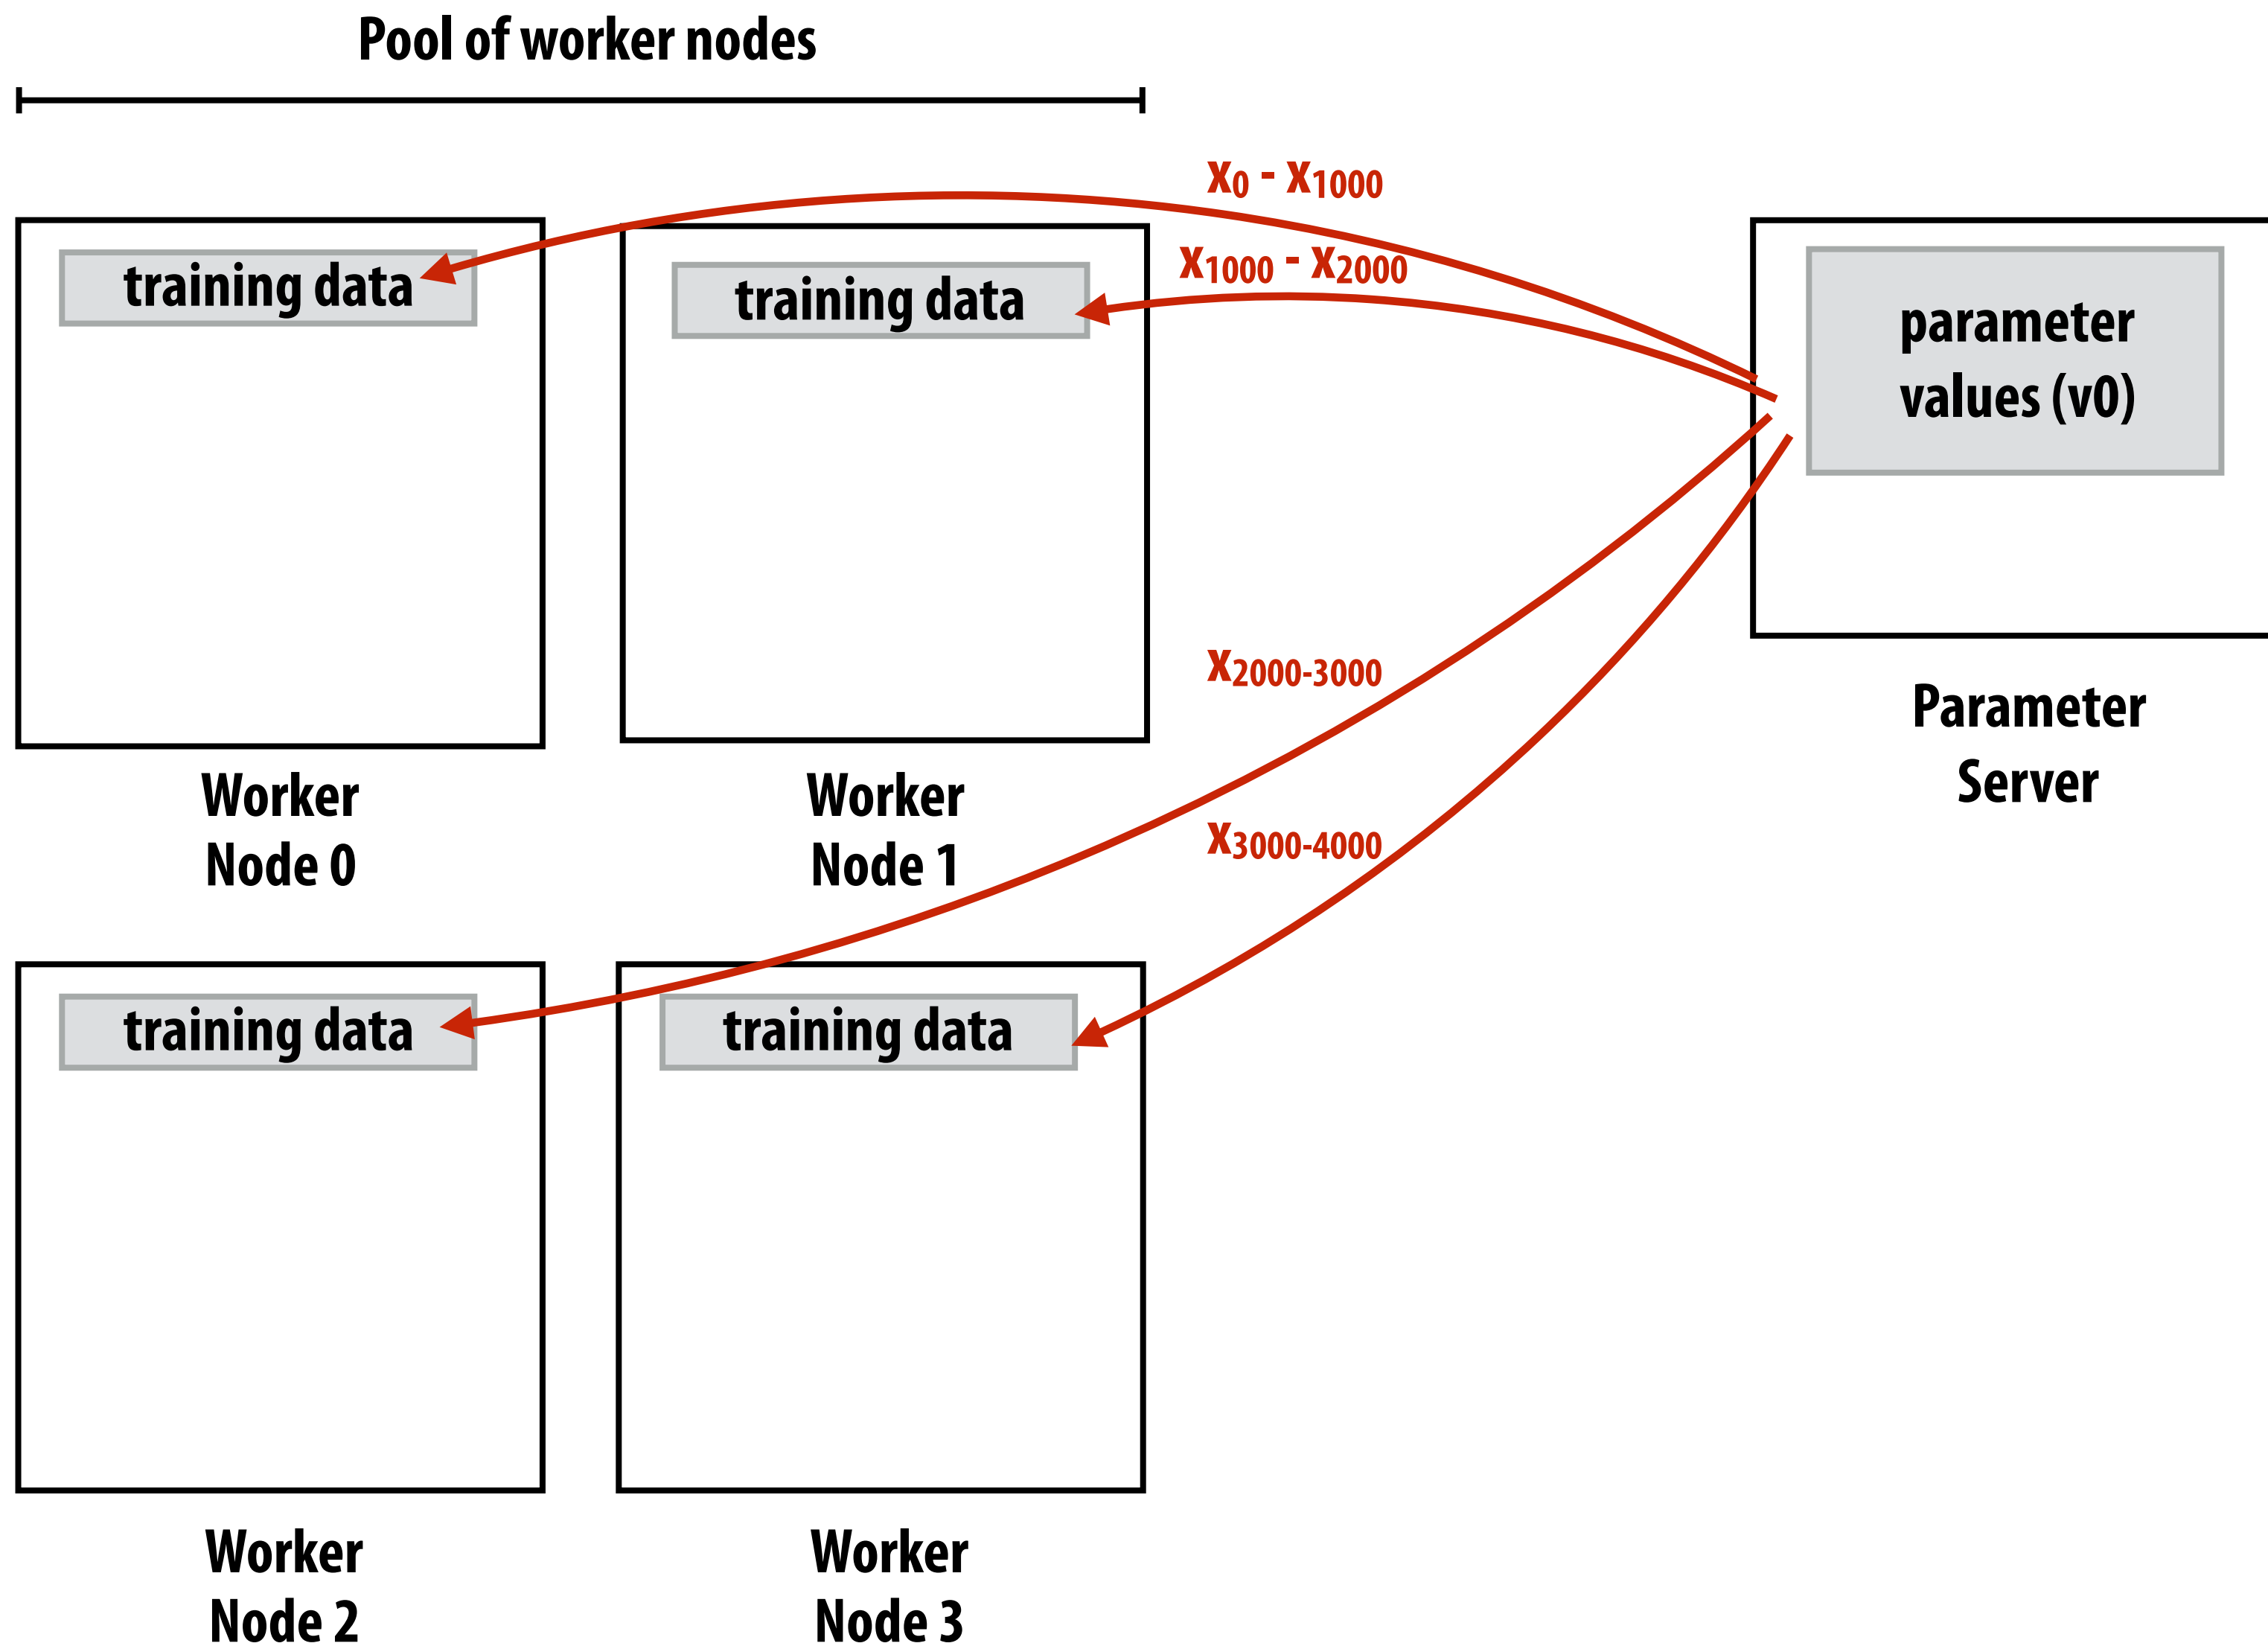 Pool of worker nodes
x0 - x1000
x1000 - x2000
training data
training data
parameter
values (v0)
x2000-3000
Parameter
Server
Worker
Node 0
Worker
Node 1
x3000-4000
training data
training data
Worker
Node 2
Worker
Node 3